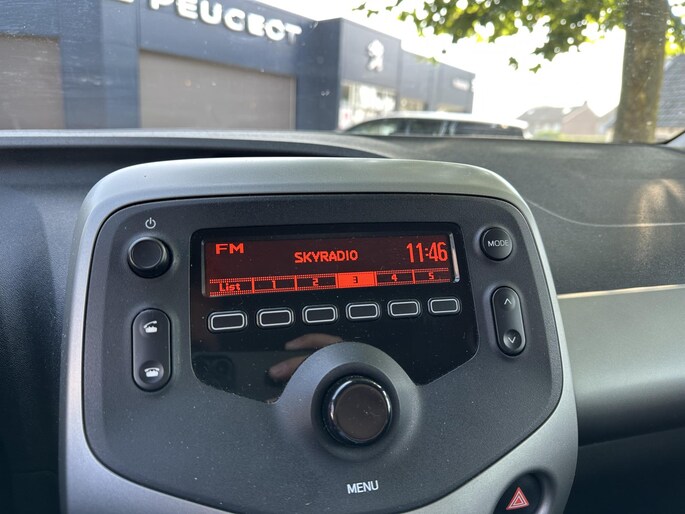 PEUGEOT
FM
SKYRADIO
11:46
List 1 2 3 4 5
MODE
MENU